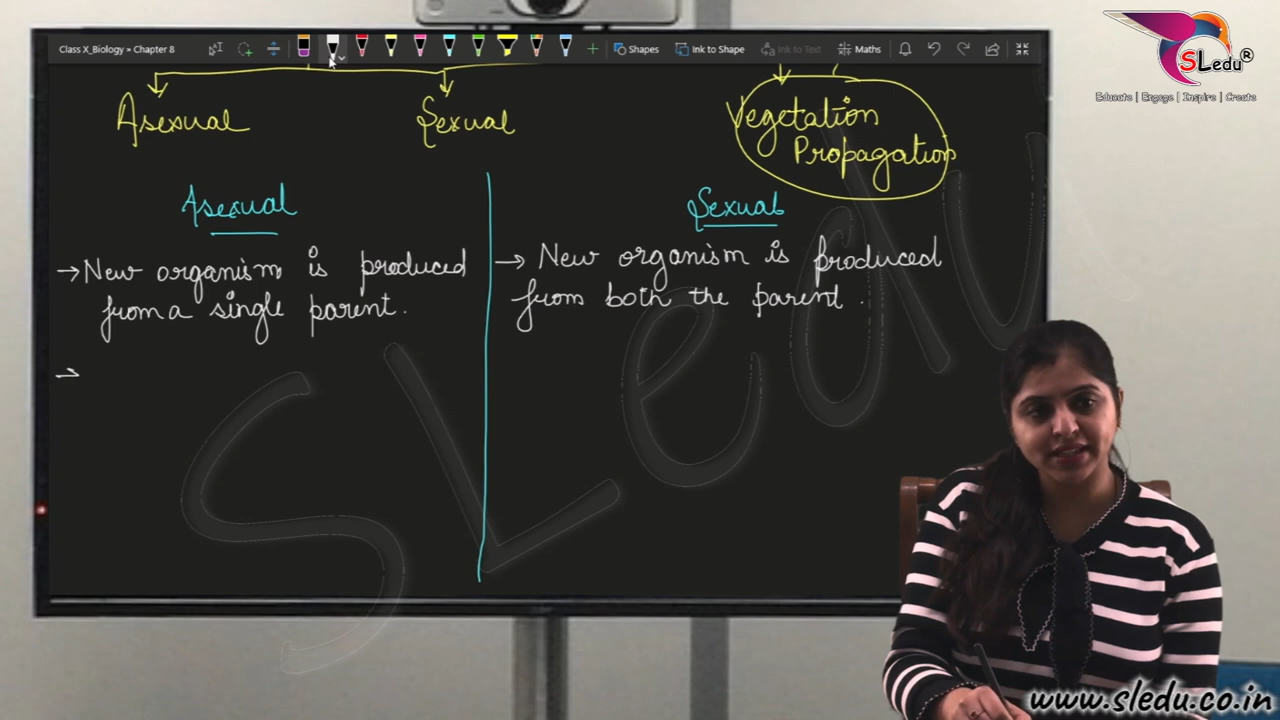 Class X_Biology > Chapter 8
Shapes
Ink to Shape
Ink to Text
Maths
SLedu®
Educate | Engage | Inspire | Create
Asexual
Sexual
Vegetation
Propagation
Asexual
Sexual
→ New organism is produced
from a single parent.
→ New organism is produced
from both the parent.
SLedu
www.sledu.co.in